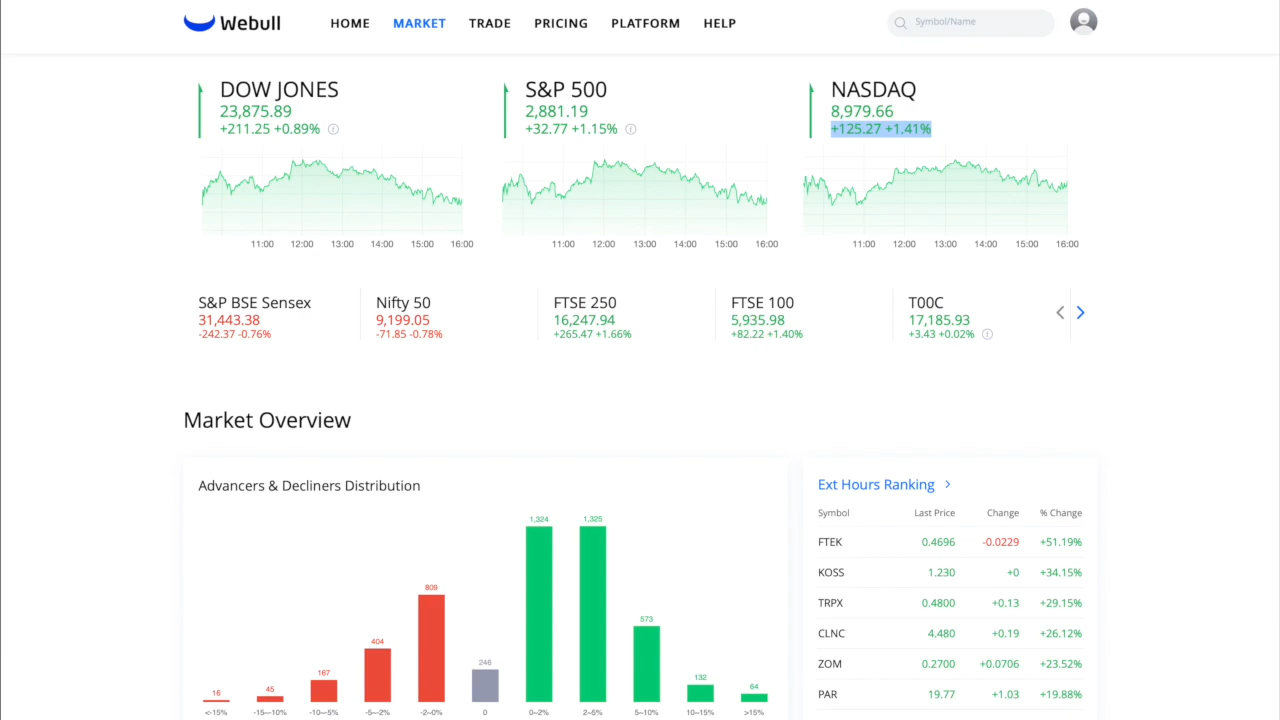 Webull
HOME MARKET TRADE PRICING PLATFORM HELP
Symbol/Name
DOW JONES
23,875.89
+211.25 +0.89%
11:00 12:00 13:00 14:00 15:00 16:00
S&P 500
2,881.19
+32.77 +1.15%
11:00 12:00 13:00 14:00 15:00 16:00
NASDAQ
8,979.66
+125.27 +1.41%
11:00 12:00 13:00 14:00 15:00 16:00
S&P BSE Sensex
31,443.38
-242.37 -0.76%
Nifty 50
9,199.05
-71.85 -0.78%
FTSE 250
16,247.94
+265.47 +1.66%
FTSE 100
5,935.98
+82.22 +1.40%
T00C
17,185.93
+3.43 +0.02%
Market Overview
Advancers & Decliners Distribution
16 45 167 404 809 246 1,324 1,325 573 132 64
<-15% -15~-10% -10~-5% -5~-2% -2~0% 0 0~2% 2~5% 5~10% 10~15% >15%
Ext Hours Ranking
Symbol Last Price Change % Change
FTEK 0.4696 -0.0229 +51.19%
KOSS 1.230 +0 +34.15%
TRPX 0.4800 +0.13 +29.15%
CLNC 4.480 +0.19 +26.12%
ZOM 0.2700 +0.0706 +23.52%
PAR 19.77 +1.03 +19.88%